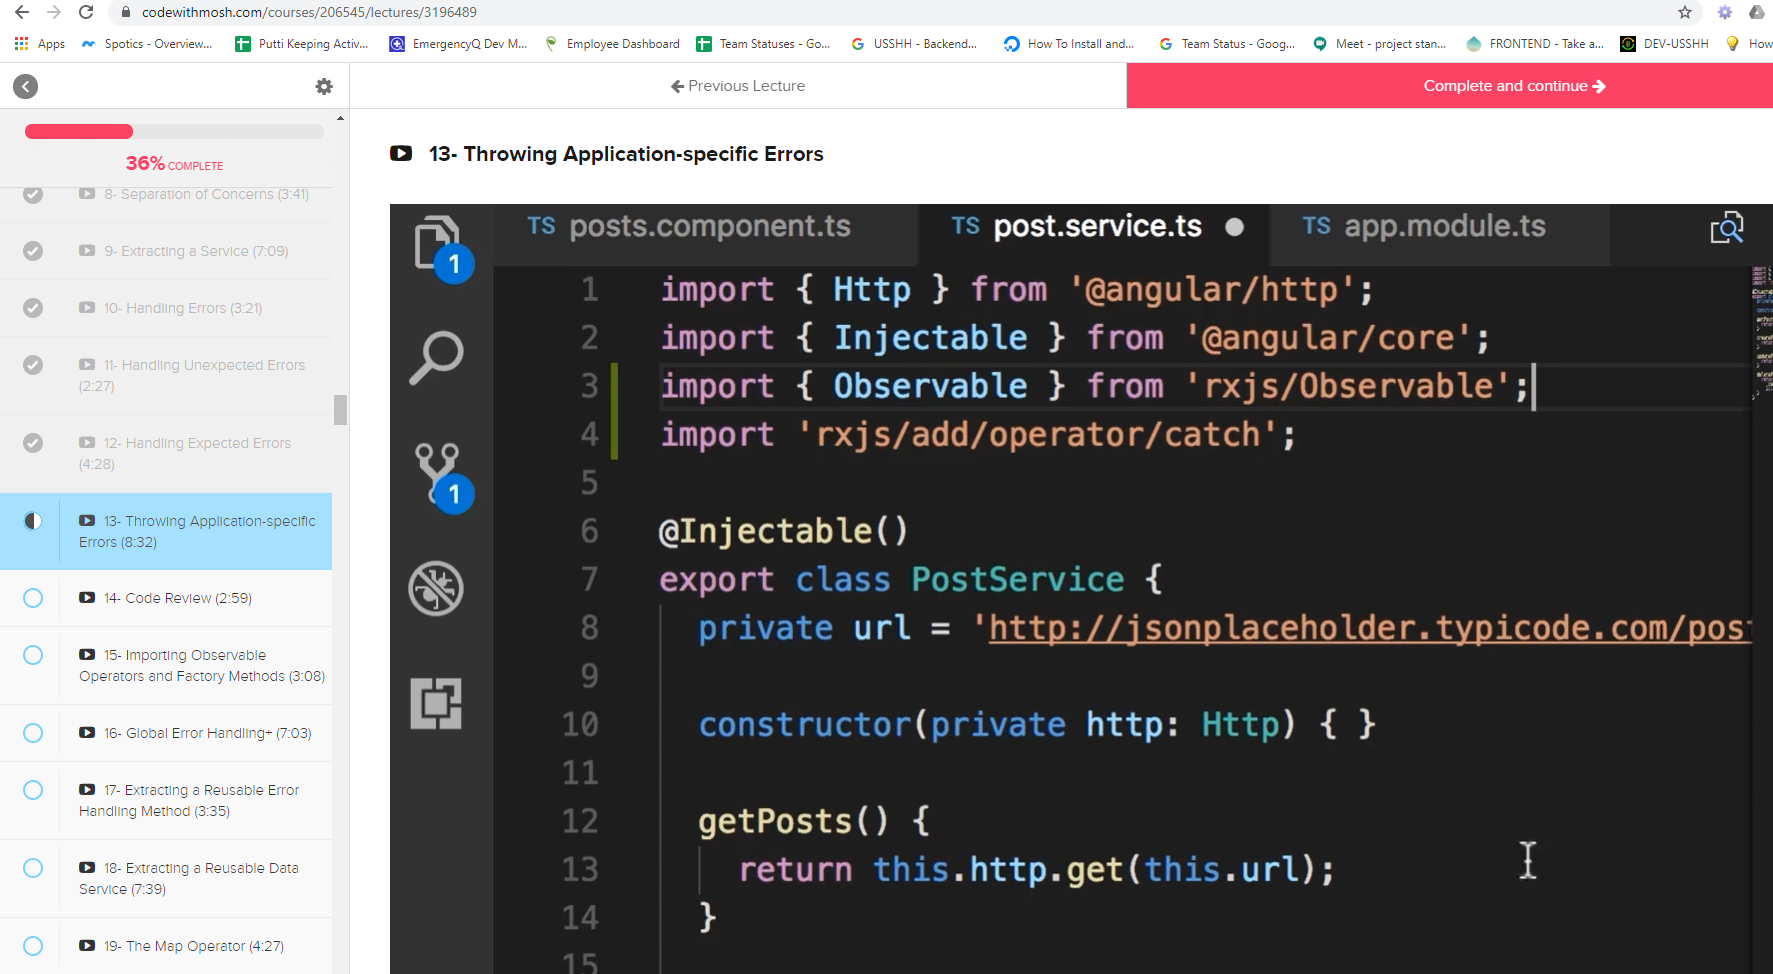 codewithmosh.com/courses/206545/lectures/3196489
Apps
Spotics - Overview...
Putti Keeping Activ...
EmergencyQ Dev M...
Employee Dashboard
Team Statuses - Go...
USSHH - Backend...
How To Install and...
Team Status - Goog...
Meet - project stan...
FRONTEND - Take a...
DEV-USSHH
How
Previous Lecture
Complete and continue
36% COMPLETE
8- Separation of Concerns (3:41)
9- Extracting a Service (7:09)
10- Handling Errors (3:21)
11- Handling Unexpected Errors
(2:27)
12- Handling Expected Errors
(4:28)
13- Throwing Application-specific
Errors (8:32)
14- Code Review (2:59)
15- Importing Observable
Operators and Factory Methods (3:08)
16- Global Error Handling+ (7:03)
17- Extracting a Reusable Error
Handling Method (3:35)
18- Extracting a Reusable Data
Service (7:39)
19- The Map Operator (4:27)
13- Throwing Application-specific Errors
TS posts.component.ts
TS post.service.ts
TS app.module.ts
1
1
1 import { Http } from '@angular/http';
2 import { Injectable } from '@angular/core';
3 import { Observable } from 'rxjs/Observable';
4 import 'rxjs/add/operator/catch';
5
6 @Injectable()
7 export class PostService {
8 private url = 'http://jsonplaceholder.typicode.com/post
9
10 constructor(private http: Http) { }
11
12 getPosts() {
13 return this.http.get(this.url);
14 }
15